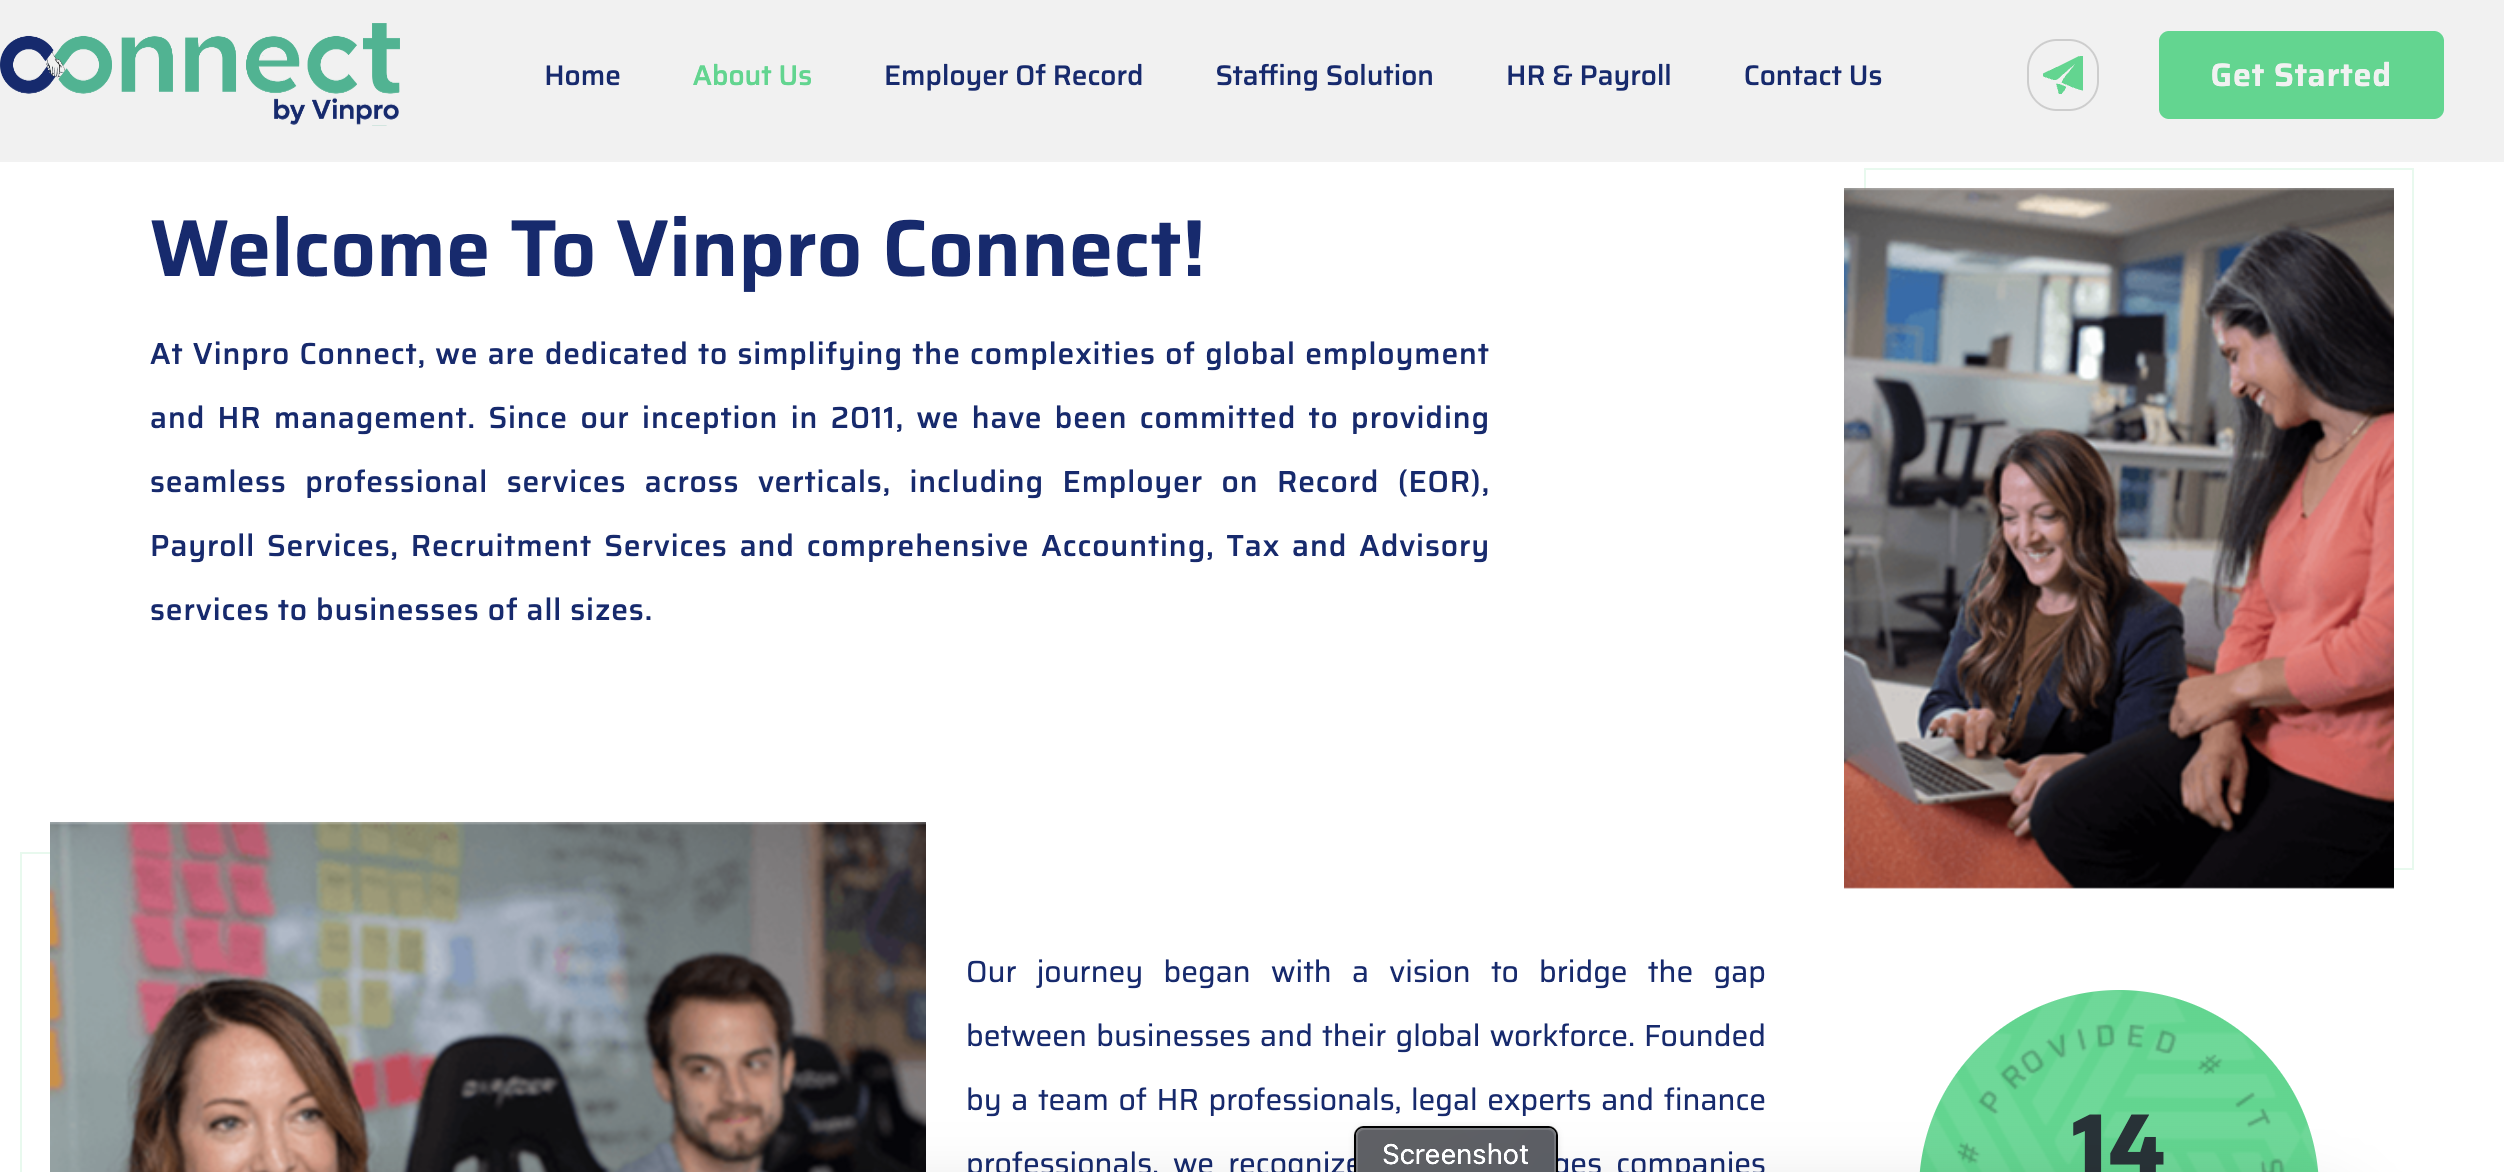 connect
by Vinpro
Home
About Us
Employer Of Record
Staffing Solution
HR & Payroll
Contact Us
Get Started
Welcome To Vinpro Connect!
At Vinpro Connect, we are dedicated to simplifying the complexities of global employment
and HR management. Since our inception in 2011, we have been committed to providing
seamless professional services across verticals, including Employer on Record (EOR),
Payroll Services, Recruitment Services and comprehensive Accounting, Tax and Advisory
services to businesses of all sizes.
Our journey began with a vision to bridge the gap
between businesses and their global workforce. Founded
by a team of HR professionals, legal experts and finance
professionals, we companies
Screenshot
# PROVIDED # IT S
14